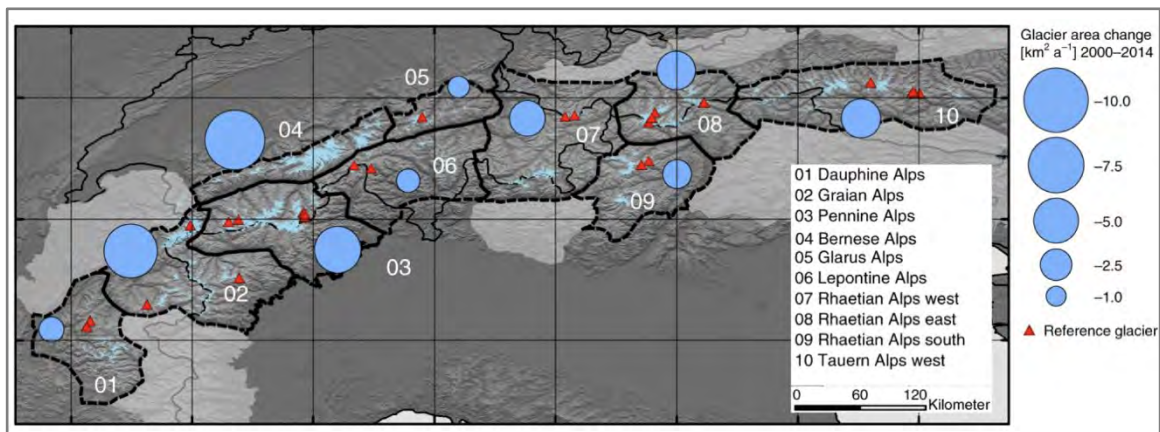 Glacier area change
[km² a⁻¹] 2000–2014
−10.0
−7.5
−5.0
−2.5
−1.0
Reference glacier
05
04
10
07
08
06
09
03
02
01
01 Dauphine Alps
02 Graian Alps
03 Pennine Alps
04 Bernese Alps
05 Glarus Alps
06 Lepontine Alps
07 Rhaetian Alps west
08 Rhaetian Alps east
09 Rhaetian Alps south
10 Tauern Alps west
0 60 120
Kilometer